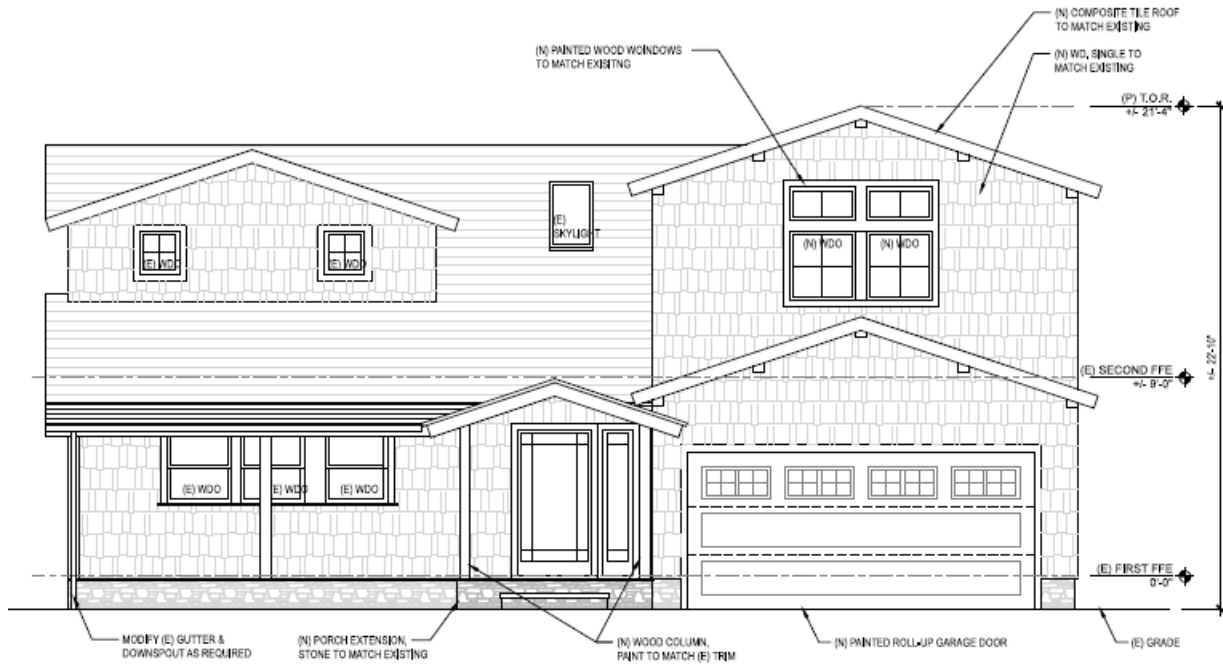 (N) COMPOSITE TILE ROOF
TO MATCH EXISTING
(N) PAINTED WOOD WOINDOWS
TO MATCH EXISITNG
(N) WD, SINGLE TO
MATCH EXISTING
(P) T.O.R.
+/- 21'-4"
(E)
SKYLIGHT
(N) WDO
(N) WDO
(E) WDO
(E) WDO
+/- 22'-10"
(E) SECOND FFE
+/- 9'-0"
(E) WDO
(E) WDO
(E) WDO
(E) FIRST FFE
0'-0"
MODIFY (E) GUTTER &
DOWNSPOUT AS REQUIRED
(N) PORCH EXTENSION,
STONE TO MATCH EXISTING
(N) WOOD COLUMN,
PAINT TO MATCH (E) TRIM
(N) PAINTED ROLL-UP GARAGE DOOR
(E) GRADE